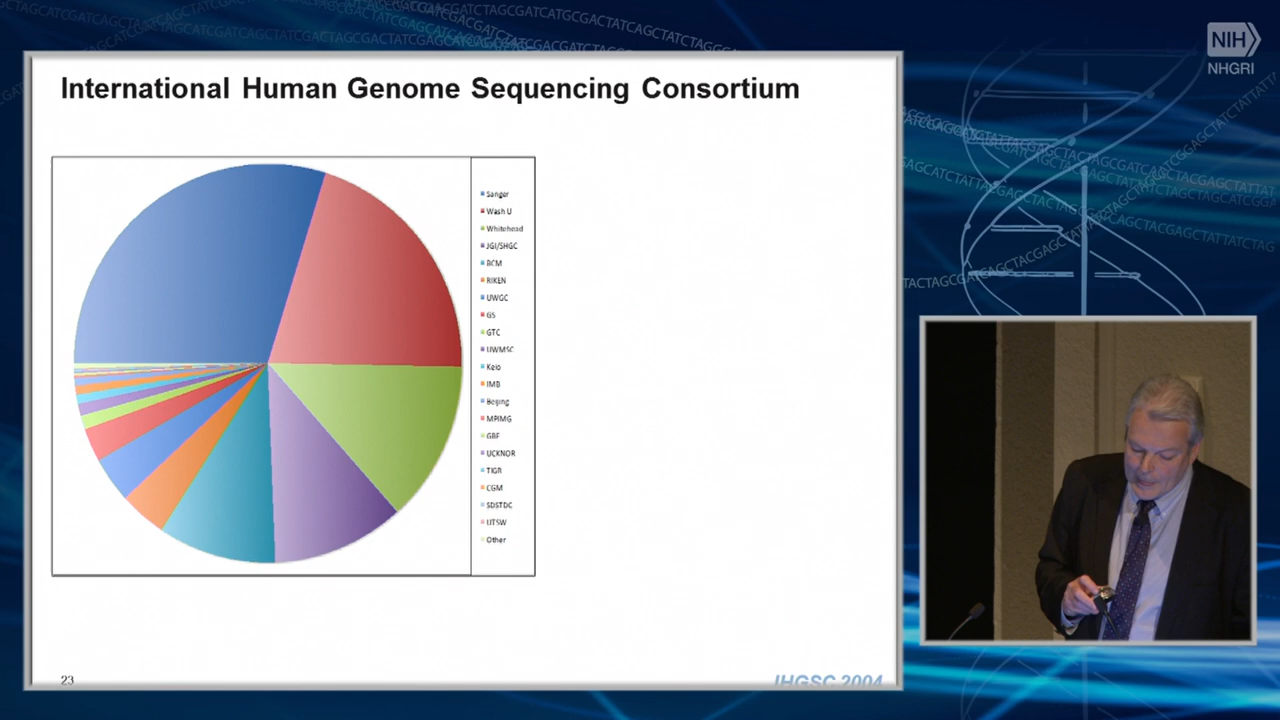 International Human Genome Sequencing Consortium
Sanger
Wash U
Whitehead
JGI/SHGC
BCM
RIKEN
UWGC
GS
GTC
UWMSC
Keio
IMB
Beijing
MPIMG
GBF
UCKNOR
TIGR
CGM
SDSTDC
UTSW
Other
23
IHGSC 2004
NIH
NHGRI